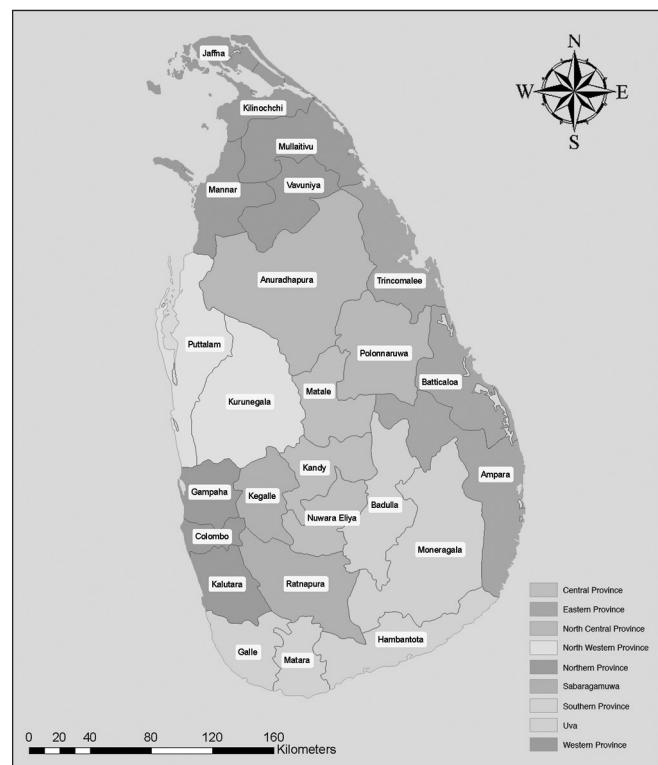 N
W
E
S
Jaffna
Kilinochchi
Mullaitivu
Mannar
Vavuniya
Anuradhapura
Trincomalee
Puttalam
Polonnaruwa
Batticaloa
Matale
Kurunegala
Kandy
Ampara
Gampaha
Kegalle
Badulla
Nuwara Eliya
Colombo
Moneragala
Kalutara
Ratnapura
Hambantota
Galle
Matara
Central Province
Eastern Province
North Central Province
North Western Province
Northern Province
Sabaragamuwa
Southern Province
Uva
Western Province
0 20 40 80 120 160
Kilometers